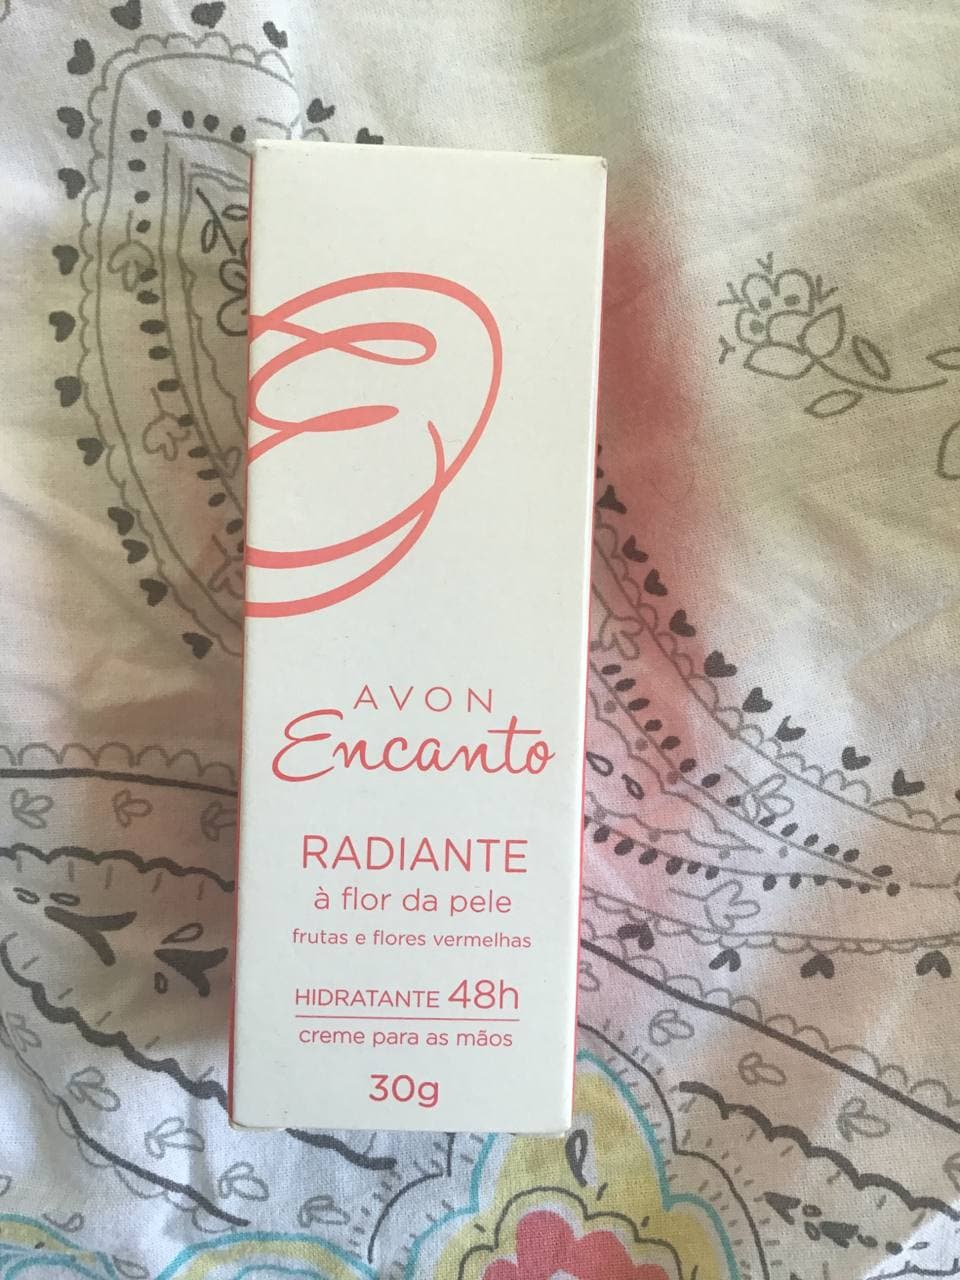 AVON
Encanto
RADIANTE
à flor da pele
frutas e flores vermelhas
HIDRATANTE 48h
creme para as mãos
30g